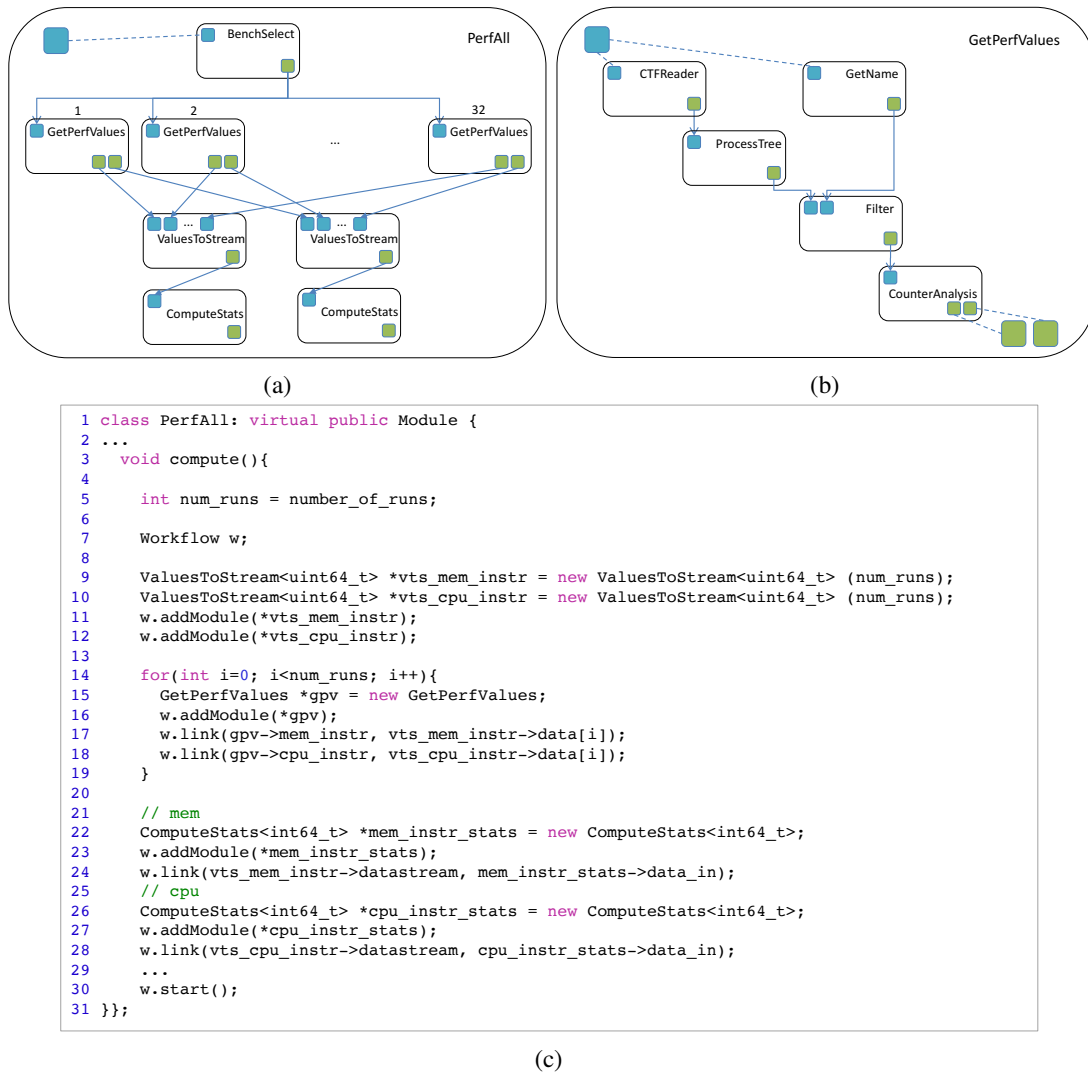 BenchSelect
PerfAll
1
2
32
GetPerfValues
GetPerfValues
...
GetPerfValues
...
...
ValuesToStream
ValuesToStream
ComputeStats
ComputeStats
(a)
GetPerfValues
CTFReader
GetName
ProcessTree
Filter
CounterAnalysis
(b)
1 class PerfAll: virtual public Module {
2 ...
3   void compute(){
4
5     int num_runs = number_of_runs;
6
7     Workflow w;
8
9     ValuesToStream<uint64_t> *vts_mem_instr = new ValuesToStream<uint64_t> (num_runs);
10     ValuesToStream<uint64_t> *vts_cpu_instr = new ValuesToStream<uint64_t> (num_runs);
11     w.addModule(*vts_mem_instr);
12     w.addModule(*vts_cpu_instr);
13
14     for(int i=0; i<num_runs; i++){
15       GetPerfValues *gpv = new GetPerfValues;
16       w.addModule(*gpv);
17       w.link(gpv->mem_instr, vts_mem_instr->data[i]);
18       w.link(gpv->cpu_instr, vts_cpu_instr->data[i]);
19     }
20
21     // mem
22     ComputeStats<int64_t> *mem_instr_stats = new ComputeStats<int64_t>;
23     w.addModule(*mem_instr_stats);
24     w.link(vts_mem_instr->datastream, mem_instr_stats->data_in);
25     // cpu
26     ComputeStats<int64_t> *cpu_instr_stats = new ComputeStats<int64_t>;
27     w.addModule(*cpu_instr_stats);
28     w.link(vts_cpu_instr->datastream, cpu_instr_stats->data_in);
29     ...
30     w.start();
31 }};
(c)